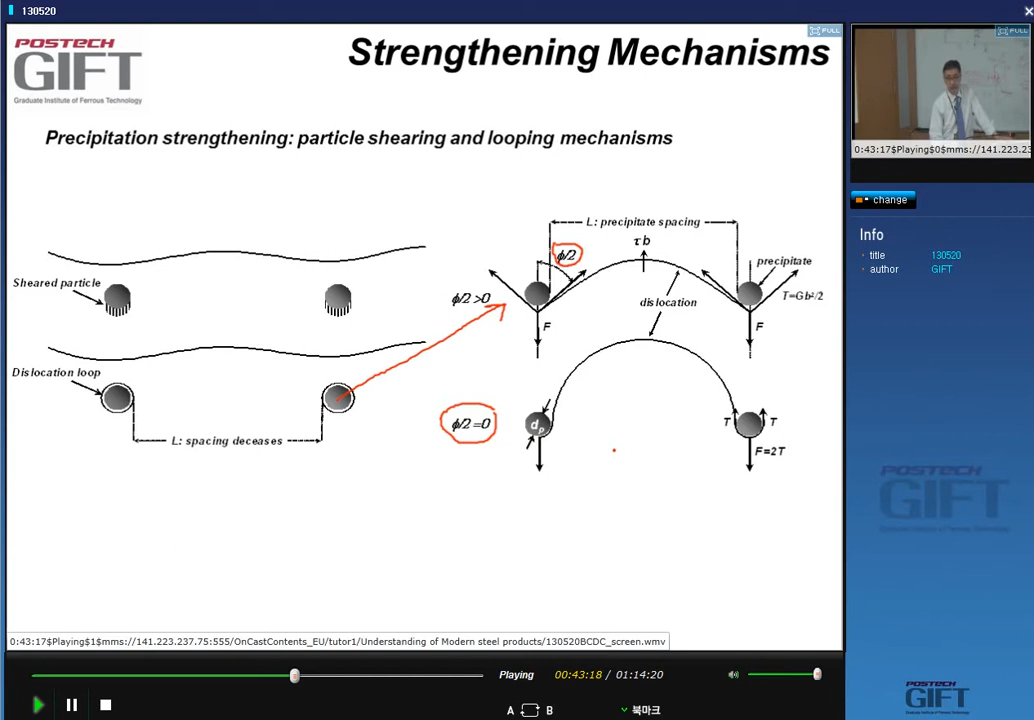 130520
POSTECH
GIFT
Graduate Institute of Ferrous Technology
Strengthening Mechanisms
FULL
FULL
Precipitation strengthening: particle shearing and looping mechanisms
0:43:17$Playing$0$mms://141.223.23
change
Info
title 130520
author GIFT
Sheared particle
Dislocation loop
L: spacing deceases
L: precipitate spacing
τb
ϕ/2
precipitate
ϕ/2 >0
dislocation
T=Gb²/2
F
F
ϕ/2 =0
dp
T
T
F=2T
POSTECH
GIFT
0:43:17$Playing$1$mms://141.223.237.75:555/OnCastContents_EU/tutor1/Understanding of Modern steel products/130520BCDC_screen.wmv
Playing 00:43:18 / 01:14:20
A B 북마크
POSTECH
GIFT